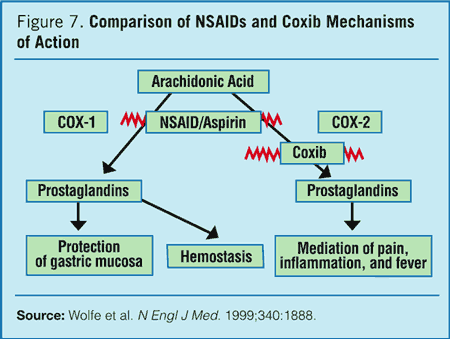 Figure 7. Comparison of NSAIDs and Coxib Mechanisms
of Action
Arachidonic Acid
COX-1
NSAID/Aspirin
COX-2
Coxib
Prostaglandins
Prostaglandins
Protection
of gastric mucosa
Hemostasis
Mediation of pain,
inflammation, and fever
Source: Wolfe et al. N Engl J Med. 1999;340:1888.